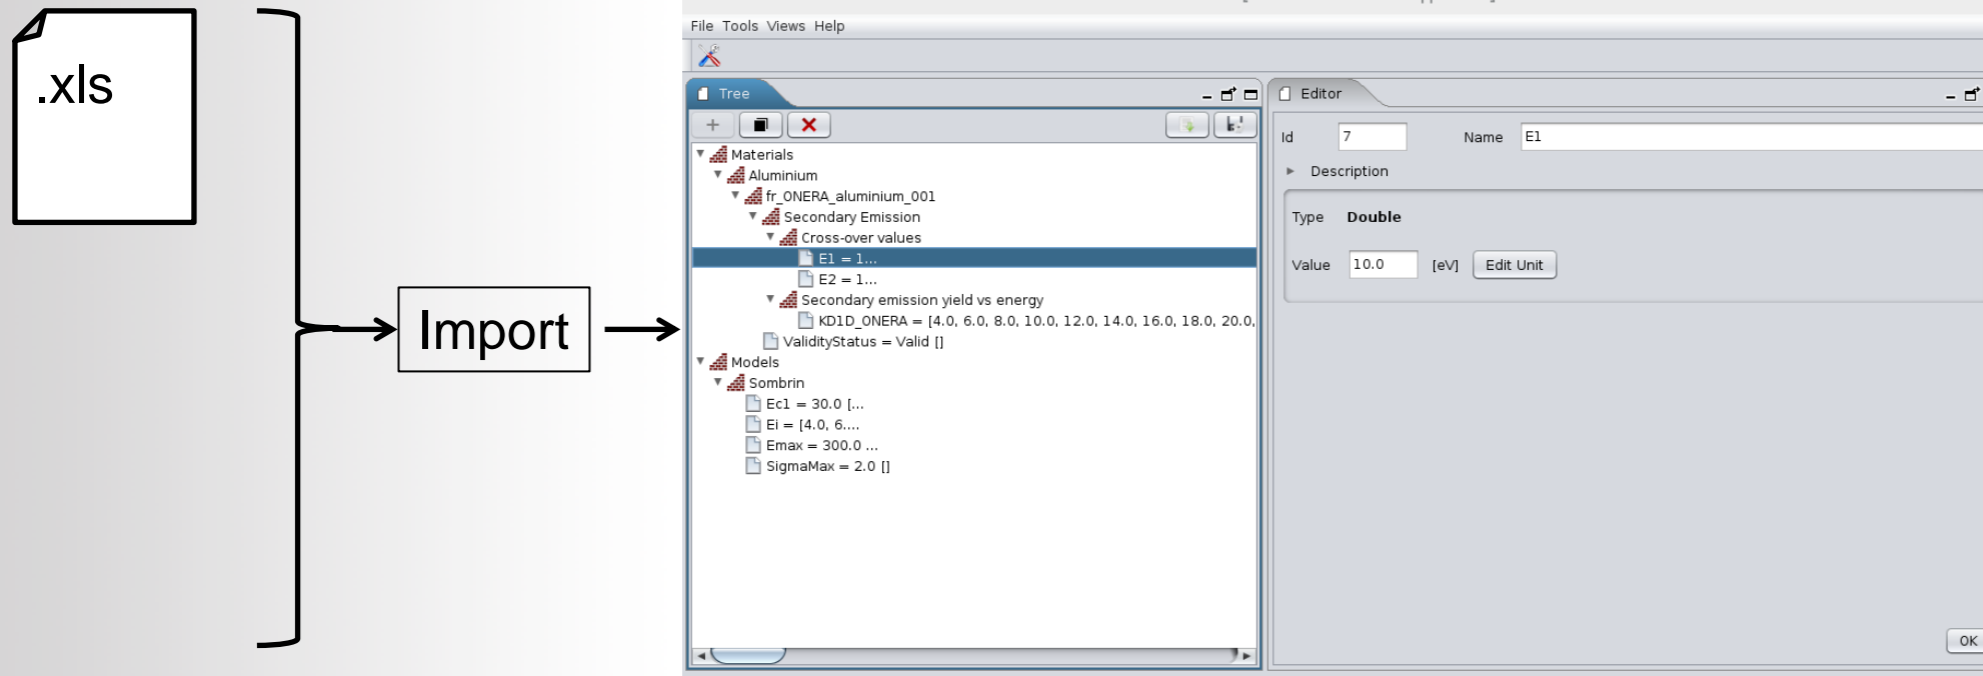 .xls
Import
File Tools Views Help
Tree
Materials
Aluminium
fr_ONERA_aluminium_001
Secondary Emission
Cross-over values
E1 = 1...
E2 = 1...
Secondary emission yield vs energy
KD1D_ONERA = [4.0, 6.0, 8.0, 10.0, 12.0, 14.0, 16.0, 18.0, 20.0,
ValidityStatus = Valid []
Models
Sombrin
Ec1 = 30.0 [...
Ei = [4.0, 6....
Emax = 300.0 ...
SigmaMax = 2.0 []
Editor
Id 7 Name E1
Description
Type Double
Value 10.0 [eV] Edit Unit
OK